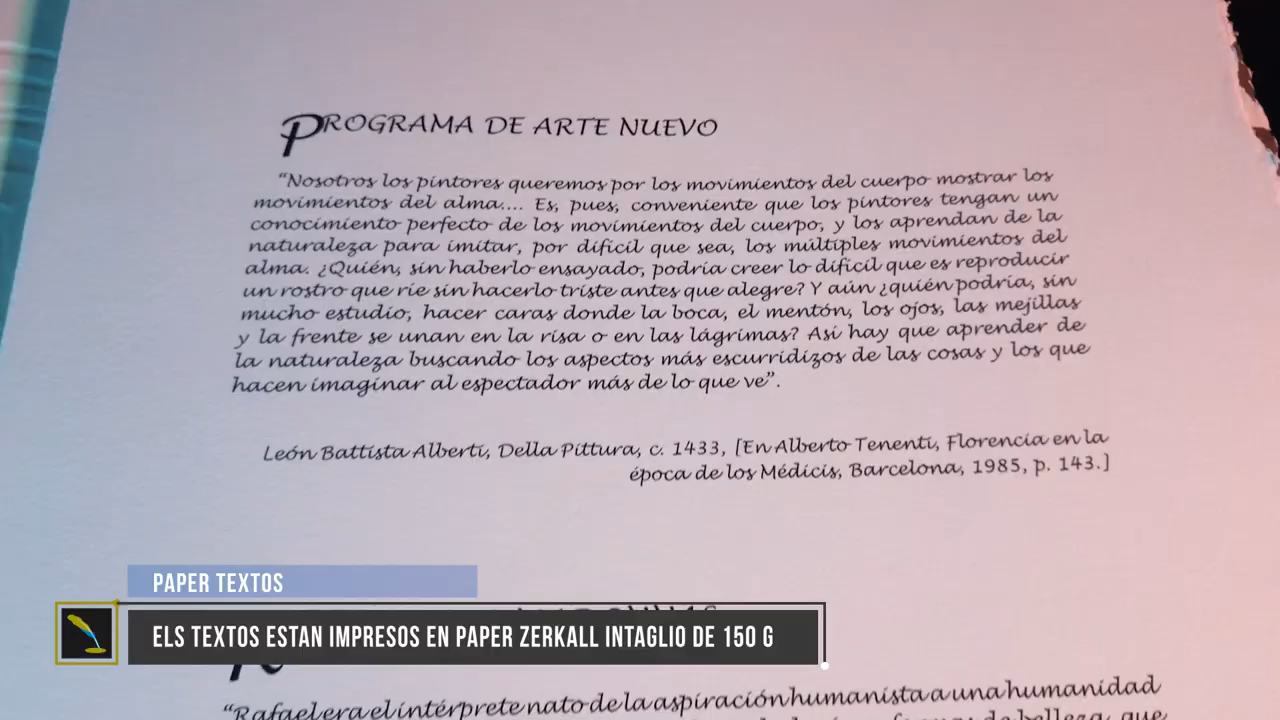 PROGRAMA DE ARTE NUEVO
“Nosotros los pintores queremos por los movimientos del cuerpo mostrar los
movimientos del alma.... Es, pues, conveniente que los pintores tengan un
conocimiento perfecto de los movimientos del cuerpo, y los aprendan de la
naturaleza para imitar, por difícil que sea, los múltiples movimientos del
alma. ¿Quién, sin haberlo ensayado, podría creer lo difícil que es reproducir
un rostro que ríe sin hacerlo triste antes que alegre? Y aún ¿quién podría, sin
mucho estudio, hacer caras donde la boca, el mentón, los ojos, las mejillas
y la frente se unan en la risa o en las lágrimas? Así hay que aprender de
la naturaleza buscando los aspectos más escurridizos de las cosas y los que
hacen imaginar al espectador más de lo que ve”.
León Battista Alberti, Della Pittura, c. 1433, [En Alberto Tenenti, Florencia en la
época de los Médicis, Barcelona, 1985, p. 143.]
PAPER TEXTOS
ELS TEXTOS ESTAN IMPRESOS EN PAPER ZERKALL INTAGLIO DE 150 G
“Rafael era el intérprete nato de la aspiración humanista a una humanidad
de belleza, que